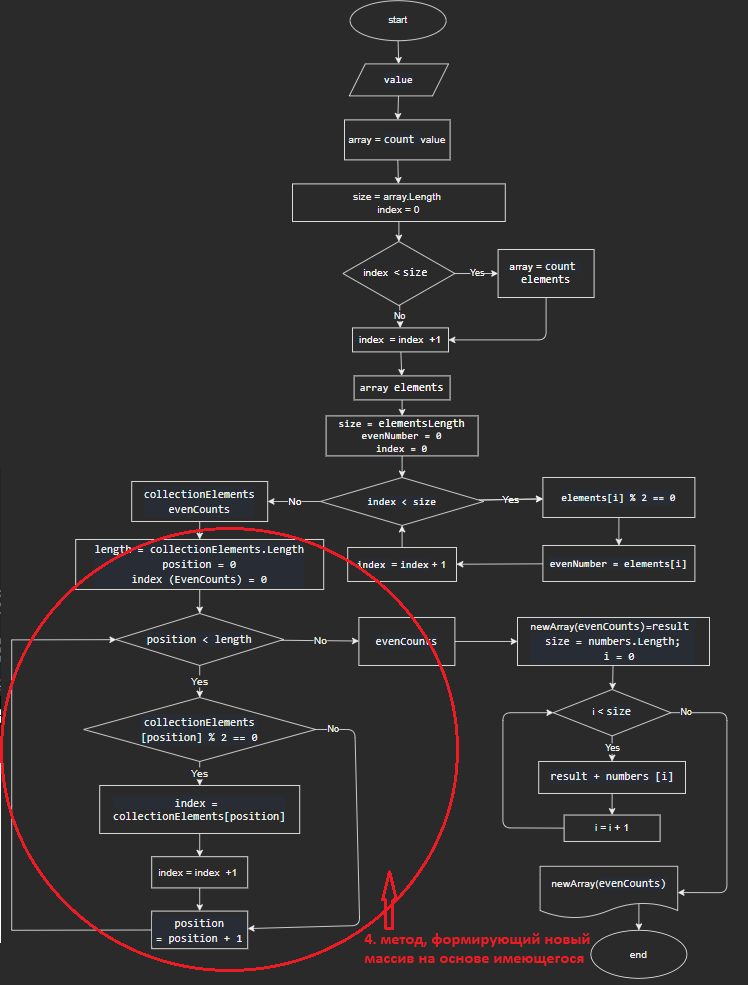 start
value
array = count value
size = array.Length
index = 0
index < size
Yes
array = count
elements
No
index = index +1
array elements
size = elementsLength
evenNumber = 0
index = 0
index < size
Yes
elements[i] % 2 == 0
evenNumber = elements[i]
index = index + 1
No
collectionElements
evenCounts
length = collectionElements.Length
position = 0
index (EvenCounts) = 0
position < length
Yes
collectionElements
[position] % 2 == 0
No
Yes
index =
collectionElements[position]
index = index +1
position
= position + 1
No
evenCounts
newArray(evenCounts)=result
size = numbers.Length;
i = 0
i < size
No
Yes
result + numbers [i]
i = i + 1
newArray(evenCounts)
end
4. метод, формирующий новый
массив на основе имеющегося